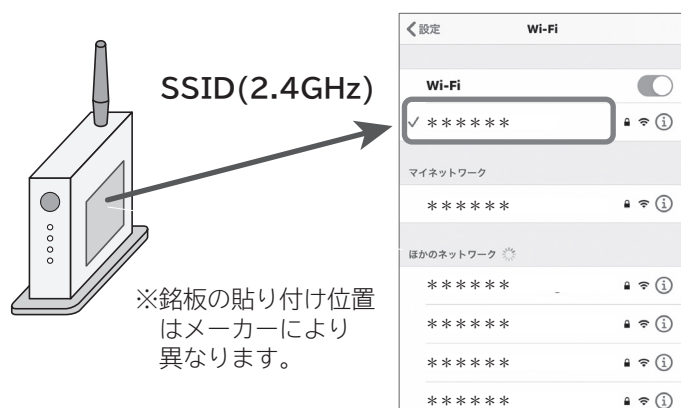 設定
Wi-Fi
SSID(2.4GHz)
Wi-Fi
******
マイネットワーク
******
ほかのネットワーク
******
******
******
******
※銘板の貼り付け位置
はメーカーにより
異なります。